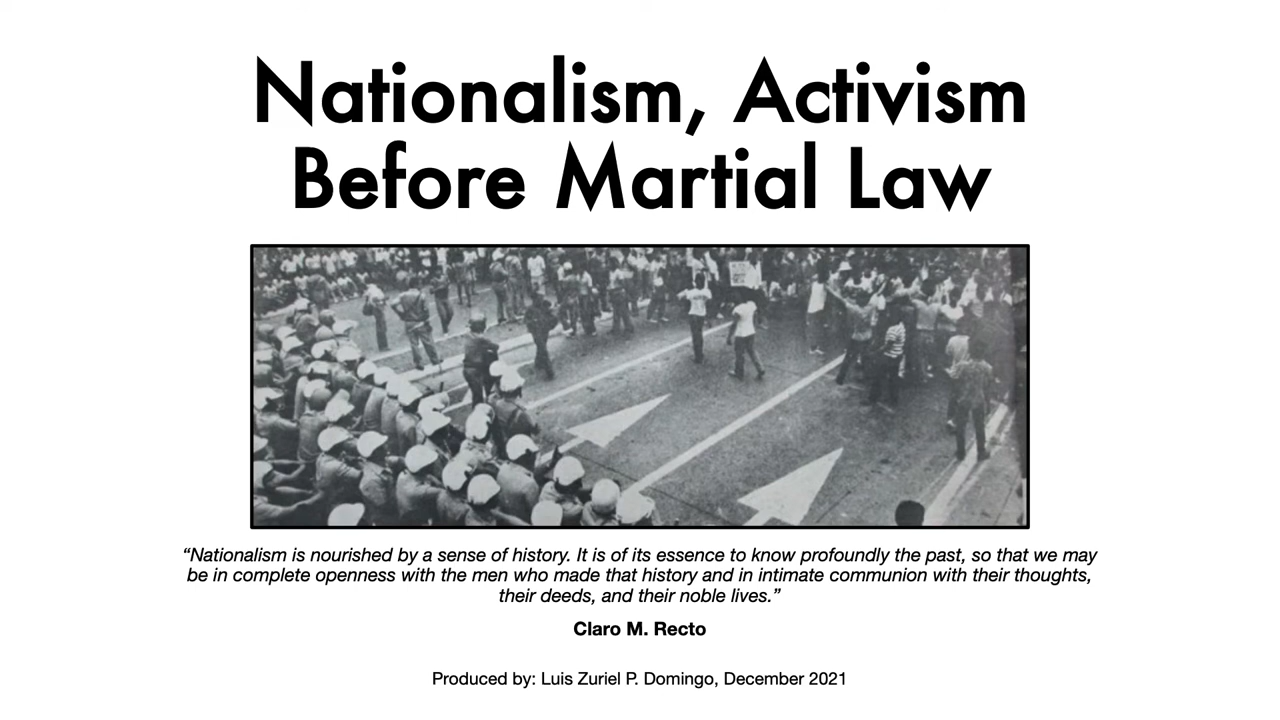 Nationalism, Activism
Before Martial Law
“Nationalism is nourished by a sense of history. It is of its essence to know profoundly the past, so that we may
be in complete openness with the men who made that history and in intimate communion with their thoughts,
their deeds, and their noble lives.”
Claro M. Recto
Produced by: Luis Zuriel P. Domingo, December 2021